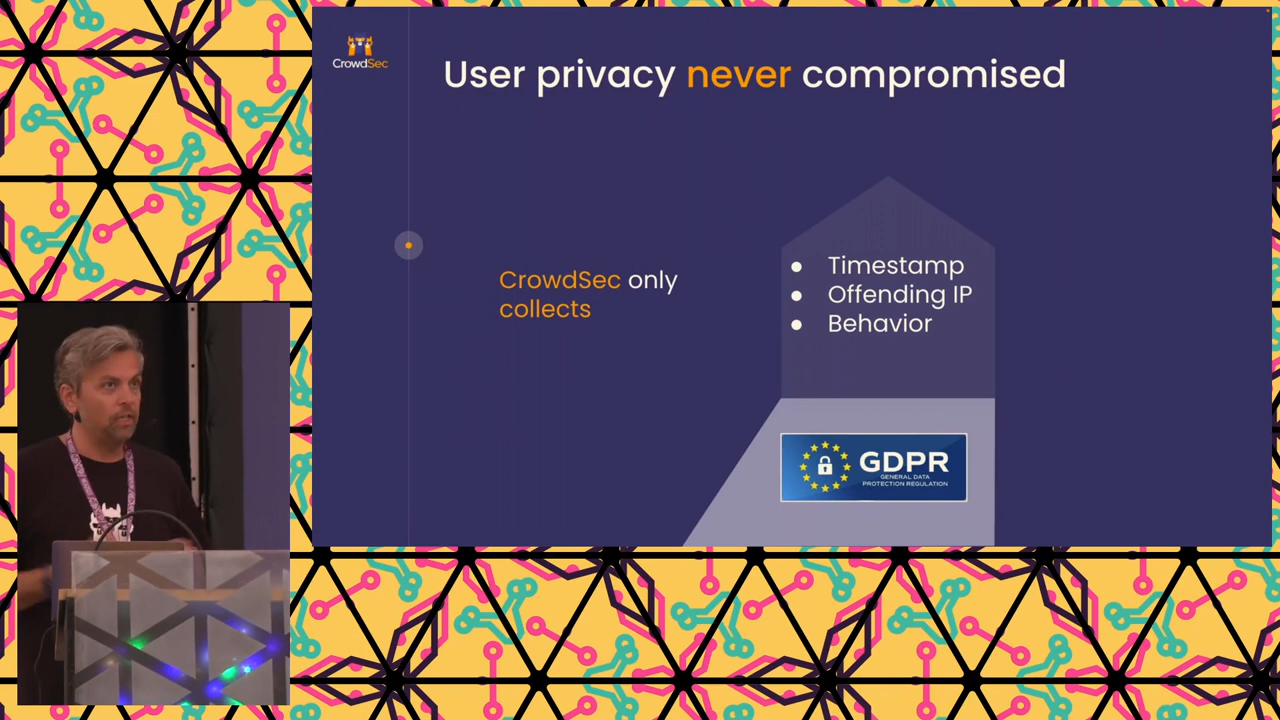 CrowdSec
User privacy never compromised
CrowdSec only
collects
● Timestamp
● Offending IP
● Behavior
GDPR
GENERAL DATA
PROTECTION REGULATION